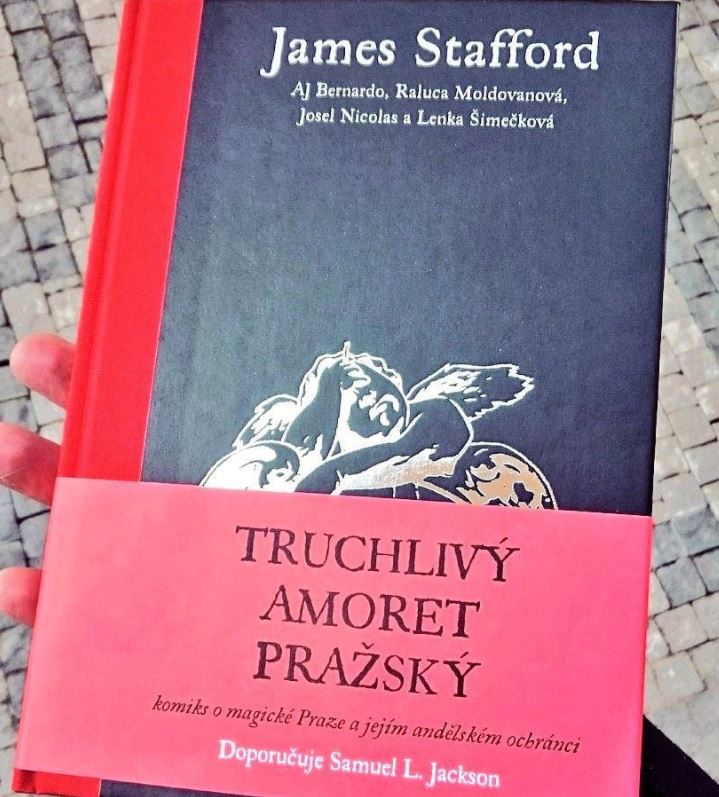 James Stafford
AJ Bernardo, Raluca Moldovanová,
Josel Nicolas a Lenka Šimečková
TRUCHLIVÝ
AMORET
PRAŽSKÝ
komiks o magické Praze a jejím andělském ochránci
Doporučuje Samuel L. Jackson